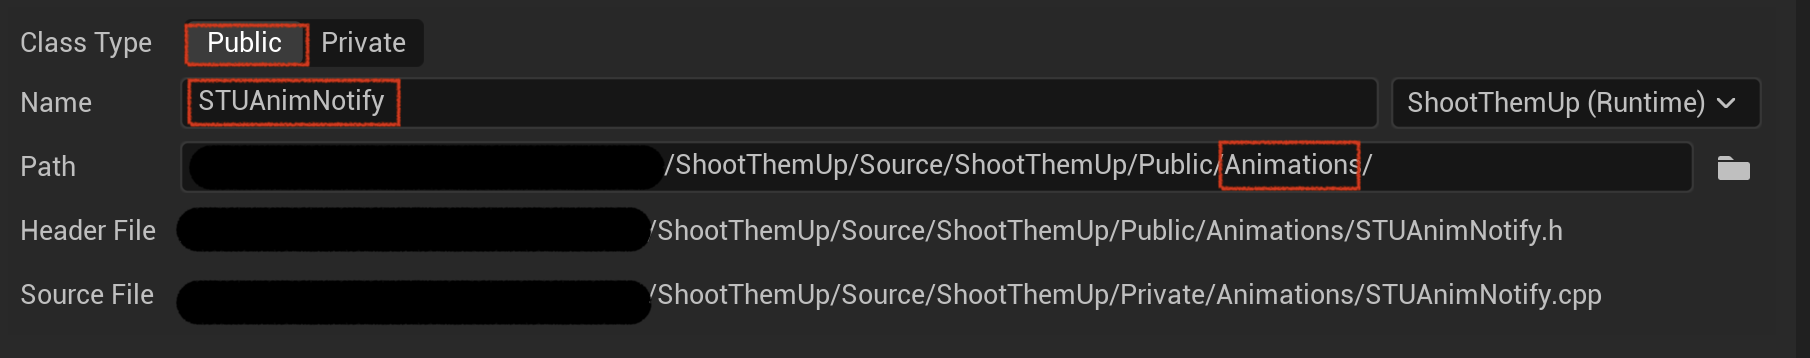 Class Type Public Private
Name STUAnimNotify ShootThemUp (Runtime)
Path /ShootThemUp/Source/ShootThemUp/Public/Animations/
Header File /ShootThemUp/Source/ShootThemUp/Public/Animations/STUAnimNotify.h
Source File /ShootThemUp/Source/ShootThemUp/Private/Animations/STUAnimNotify.cpp